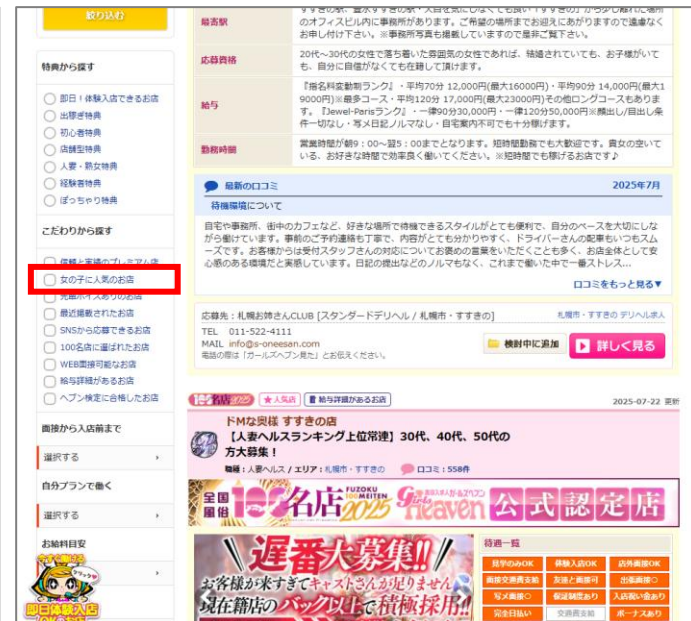 絞り込む
特典から探す
即日！体験入店できるお店
出稼ぎ特典
初心者特典
店舗型特典
人妻・熟女特典
経験者特典
ぽっちゃり特典
こだわりから探す
信頼と実績のプレミアム店
女の子に人気のお店
先輩ボイスありのお店
最近掲載されたお店
SNSから応募できるお店
100名店に選ばれたお店
WEB面接可能なお店
給与詳細があるお店
ヘブン検定に合格したお店
面接から入店前まで
選択する
自分プランで働く
選択する
お給料目安
今すぐ働ける
即日体験入店
最寄駅
のオフィスビル内に事務所があります。ご希望の場所までお迎えにあがりますので遠慮なく
お申し付け下さい。※事務所写真も掲載していますので是非ご覧下さい。
応募資格
20代～30代の女性で落ち着いた雰囲気の女性であれば、結婚されていても、お子様がいて
も、自分に自信がなくても在籍して頂けます。
給与
『指名料変動制ランク』・平均70分 12,000円(最大16000円)・平均90分 14,000円(最大1
9000円)※最多コース・平均120分 17,000円(最大23000円)その他ロングコースもありま
す。『Jewel-Parisランク』・一律90分30,000円・一律120分50,000円※顔出し/目出し条
件一切なし・写メ日記ノルマなし・自宅案内不可でも十分稼げます。
勤務時間
営業時間が朝9：00～翌5：00までとなります。短時間勤務でも大歓迎です。貴女の空いて
いる、お好きな時間で効率良く働いてください。※短時間でも稼げるお店です♪
最新の口コミ
2025年7月
待機環境について
自宅や事務所、街中のカフェなど、好きな場所で待機できるスタイルがとても便利で、自分のペースを大切にしな
がら働けています。事前のご予約連絡も丁寧で、内容がとても分かりやすく、ドライバーさんの配車もいつもスム
ーズです。お客様からは受付スタッフさんの対応についてお褒めの言葉をいただくことも多く、お店全体として安
心感のある環境だと実感しています。日記の提出などのノルマもなく、これまで働いた中で一番ストレス...
口コミをもっと見る▼
応募先：札幌お姉さんCLUB [スタンダードデリヘル / 札幌市・すすきの]
札幌市・すすきの デリヘル求人
TEL 011-522-4111
MAIL info@s-oneesan.com
電話の際は「ガールズヘブン見た」とお伝えください。
検討中に追加
詳しく見る
100名店2025
★人気店
給与詳細があるお店
2025-07-22 更新
ドMな奥様 すすきの店
【人妻ヘルスランキング上位常連】30代、40代、50代の
方大募集！
職種：人妻ヘルス / エリア：札幌市・すすきの
口コミ：558件
全国
風俗
100名店
FUZOKU
100MEITEN
2025
Girls heaven
公式認定店
遅番大募集!!
お客様が来すぎてキャストさんが足りません
現在籍店のバック以上で積極採用!!
待遇一覧
見学のみOK
体験入店OK
店外面接OK
面接交通費支給
友達と面接可
出張面接○
写メ面接○
保証制度あり
入店祝い金あり
完全日払い
交通費支給
ボーナスあり